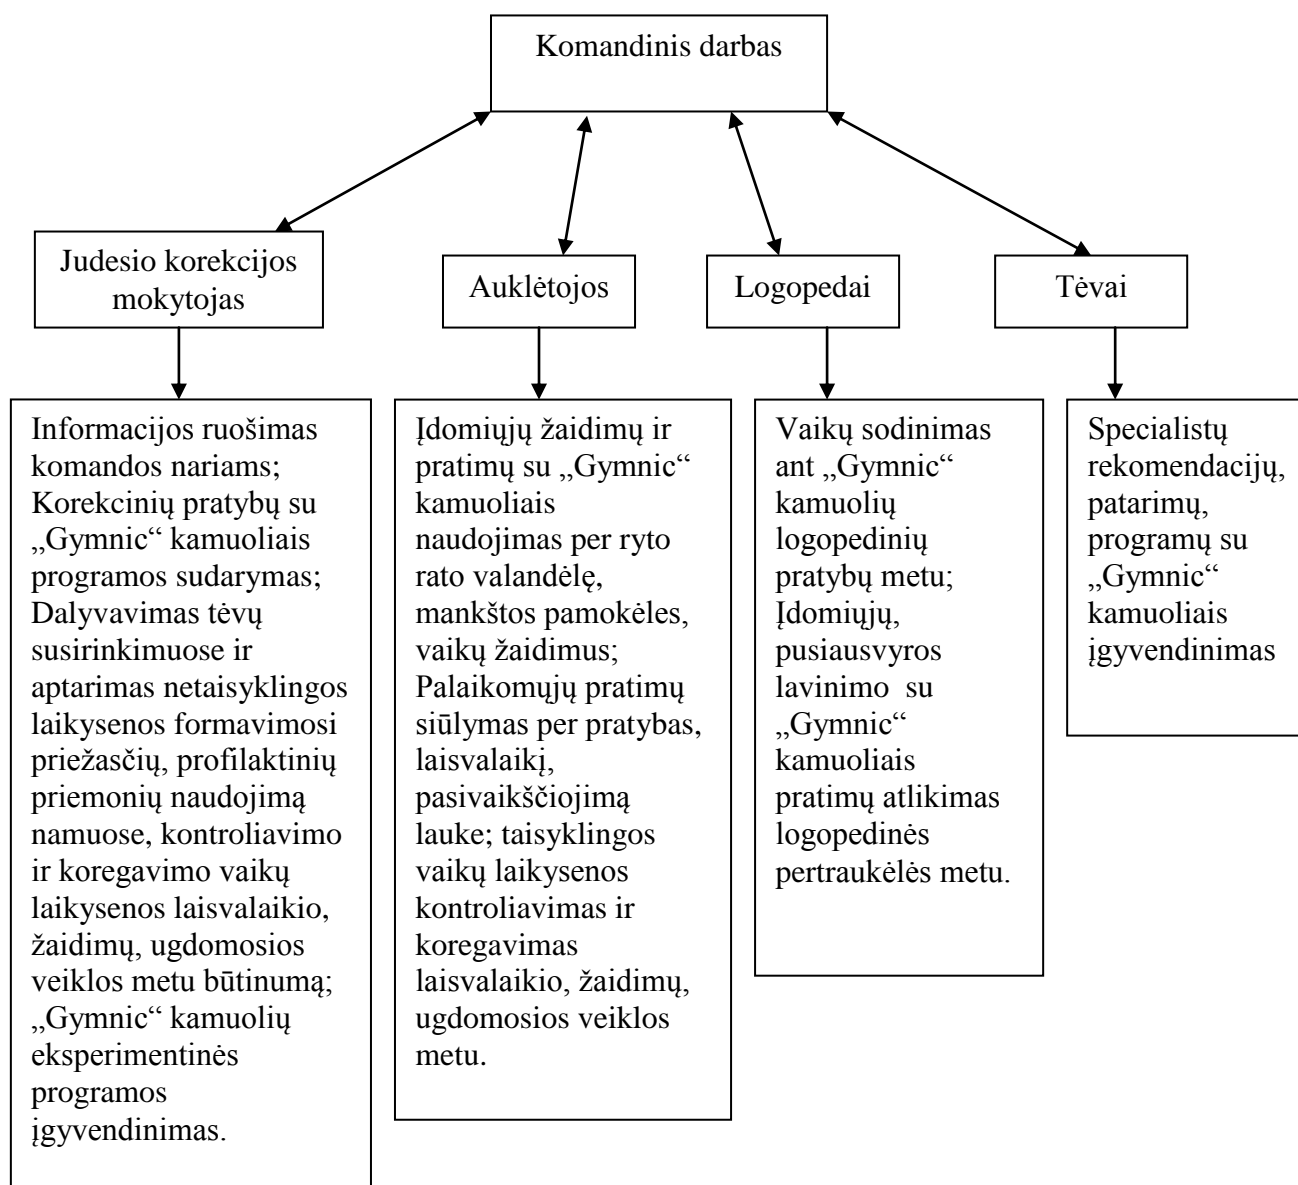 Komandinis darbas
Judesio korekcijos
mokytojas
Auklėtojos
Logopedai
Tėvai
Informacijos ruošimas
komandos nariams;
Korekcinių pratybų su
„Gymnic“ kamuoliais
programos sudarymas;
Dalyvavimas tėvų
susirinkimuose ir
aptarimas netaisyklingos
laikysenos formavimosi
priežasčių, profilaktinių
priemonių naudojimą
namuose, kontroliavimo
ir koregavimo vaikų
laikysenos laisvalaikio,
žaidimų, ugdomosios
veiklos metu būtinumą;
„Gymnic“ kamuolių
eksperimentinės
programos
įgyvendinimas.
Įdomiųjų žaidimų ir
pratimų su „Gymnic“
kamuoliais
naudojimas per ryto
rato valandėlę,
mankštos pamokėles,
vaikų žaidimus;
Palaikomųjų pratimų
siūlymas per pratybas,
laisvalaikį,
pasivaikščiojimą
lauke; taisyklingos
vaikų laikysenos
kontroliavimas ir
koregavimas
laisvalaikio, žaidimų,
ugdomosios veiklos
metu.
Vaikų sodinimas
ant „Gymnic“
kamuolių
logopedinių
pratybų metu;
Įdomiųjų,
pusiausvyros
lavinimo su
„Gymnic“
kamuoliais
pratimų atlikimas
logopedinės
pertraukėlės metu.
Specialistų
rekomendacijų,
patarimų,
programų su
„Gymnic“
kamuoliais
įgyvendinimas